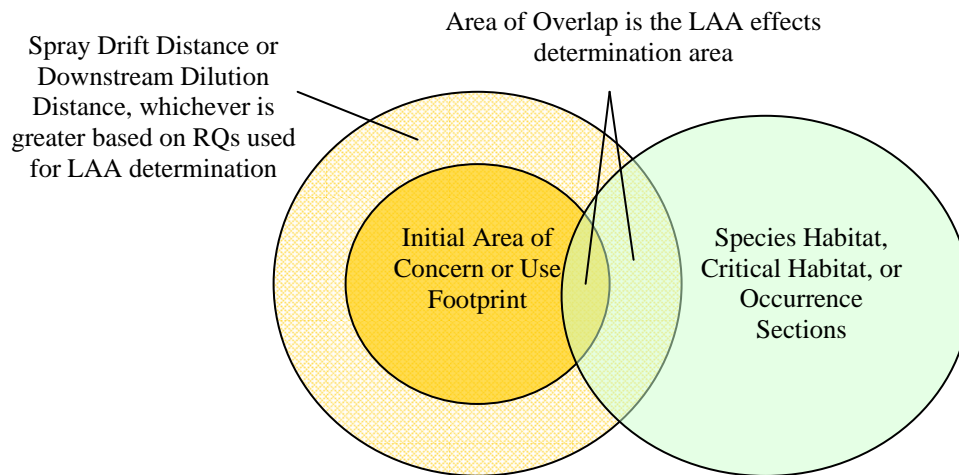 Spray Drift Distance or
Downstream Dilution
Distance, whichever is
greater based on RQs used
for LAA determination
Area of Overlap is the LAA effects
determination area
Initial Area of
Concern or Use
Footprint
Species Habitat,
Critical Habitat, or
Occurrence
Sections